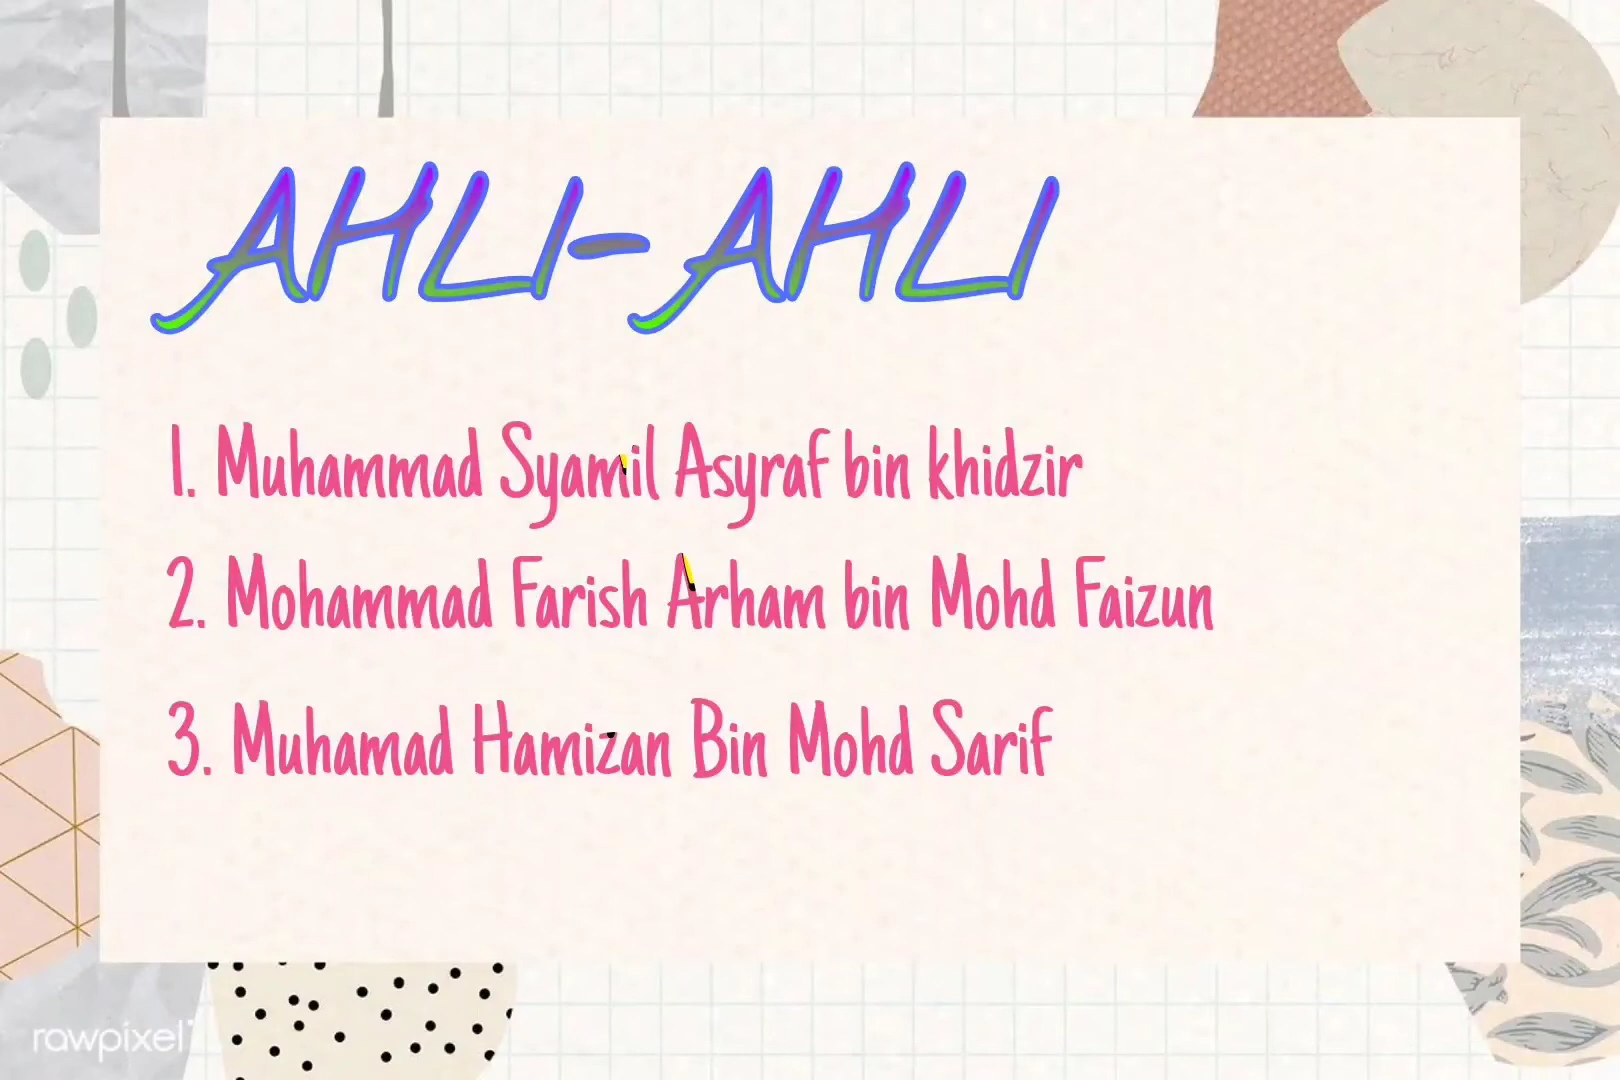 AHLI-AHLI
1. Muhammad Syamil Asyraf bin khidzir
2. Mohammad Farish Arham bin Mohd Faizun
3. Muhamad Hamizan Bin Mohd Sarif
rawpixel